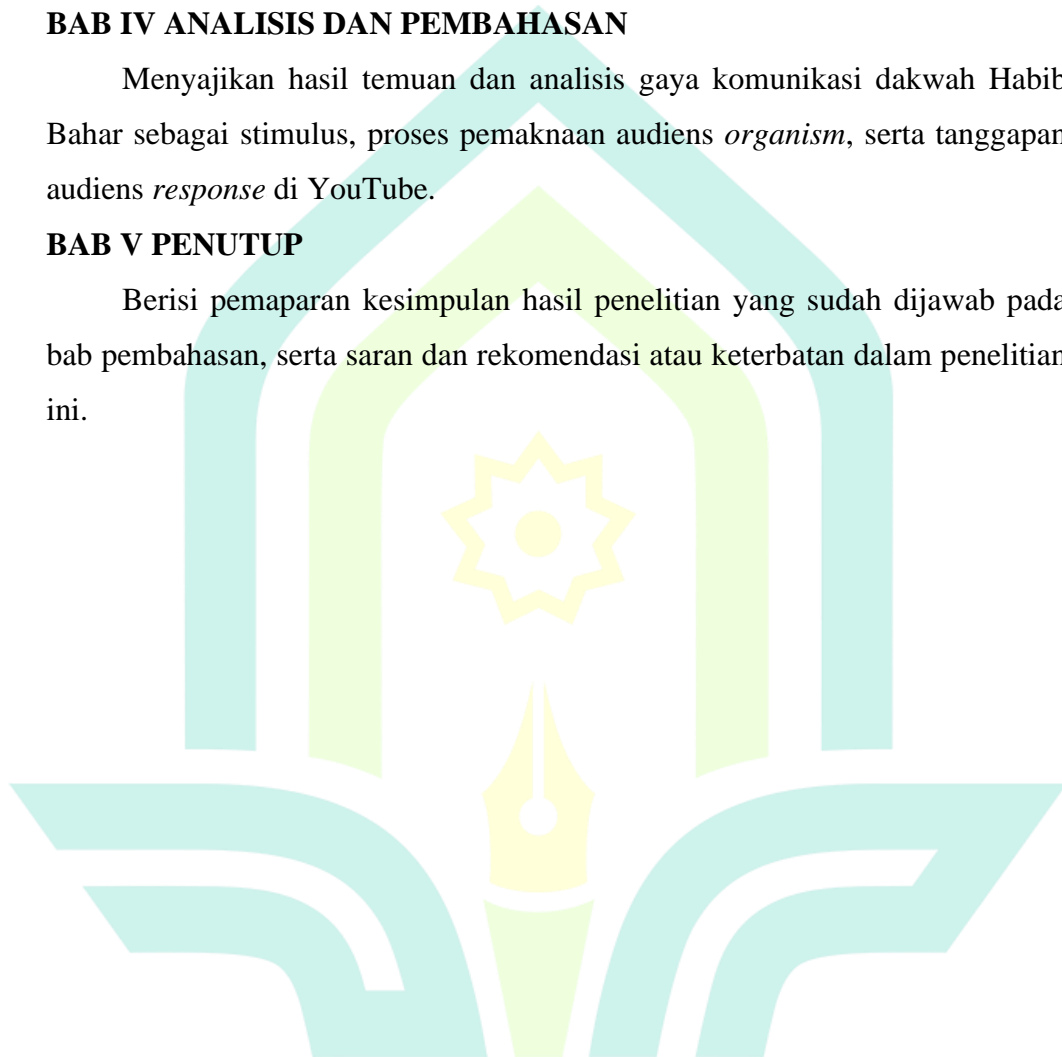 BAB IV ANALISIS DAN PEMBAHASAN
Menyajikan hasil temuan dan analisis gaya komunikasi dakwah Habib
Bahar sebagai stimulus, proses pemaknaan audiens organism, serta tanggapan
audiens response di YouTube.
BAB V PENUTUP
Berisi pemaparan kesimpulan hasil penelitian yang sudah dijawab pada
bab pembahasan, serta saran dan rekomendasi atau keterbatan dalam penelitian
ini.